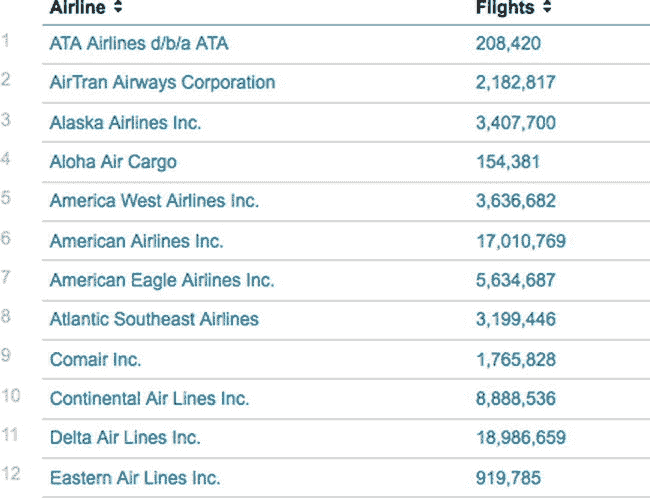 Airline Flights
1 ATA Airlines d/b/a ATA 208,420
2 AirTran Airways Corporation 2,182,817
3 Alaska Airlines Inc. 3,407,700
4 Aloha Air Cargo 154,381
5 America West Airlines Inc. 3,636,682
6 American Airlines Inc. 17,010,769
7 American Eagle Airlines Inc. 5,634,687
8 Atlantic Southeast Airlines 3,199,446
9 Comair Inc. 1,765,828
10 Continental Air Lines Inc. 8,888,536
11 Delta Air Lines Inc. 18,986,659
12 Eastern Air Lines Inc. 919,785